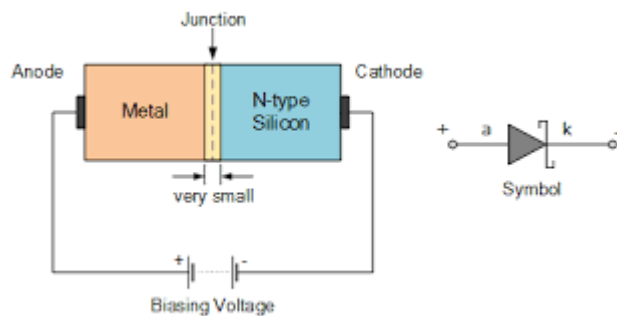 Junction
Anode
Cathode
Metal
N-type
Silicon
very small
+ -
Biasing Voltage
+ a k -
Symbol